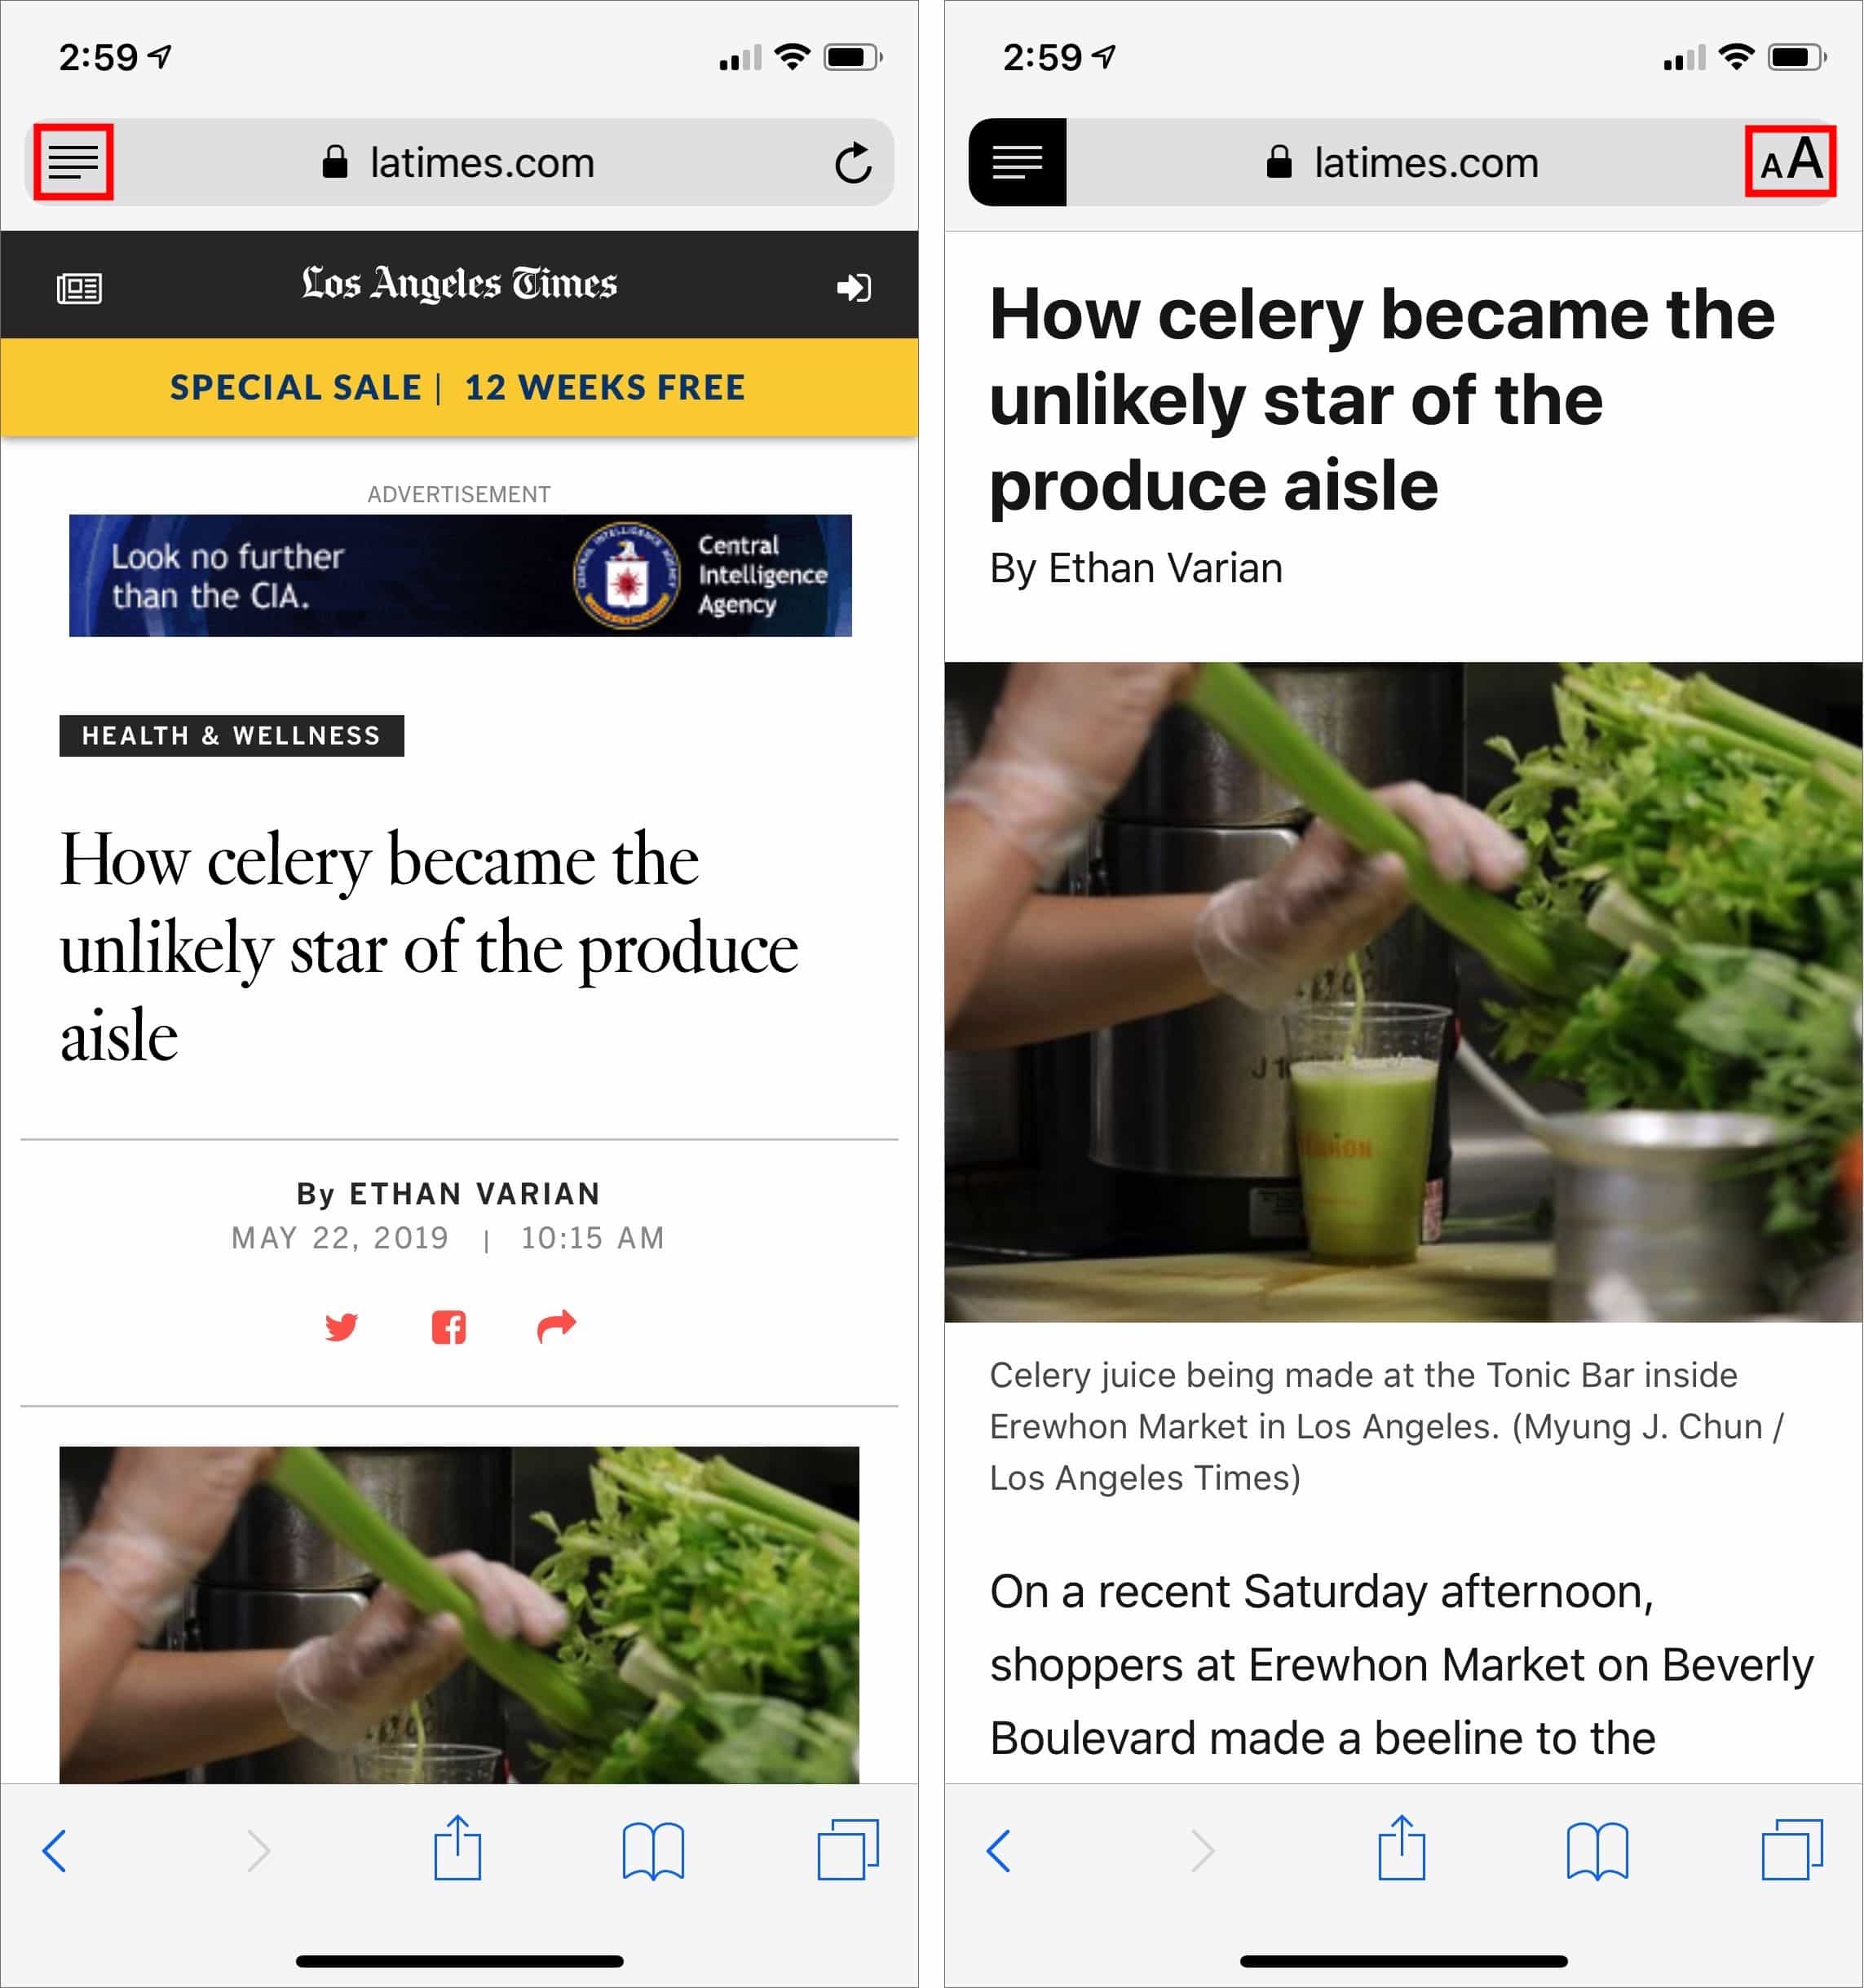 2:59
latimes.com
Los Angeles Times
SPECIAL SALE | 12 WEEKS FREE
ADVERTISEMENT
Look no further
than the CIA.
Central
Intelligence
Agency
HEALTH & WELLNESS
How celery became the
unlikely star of the produce
aisle
By ETHAN VARIAN
MAY 22, 2019 | 10:15 AM
2:59
latimes.com
AA
How celery became the
unlikely star of the
produce aisle
By Ethan Varian
Celery juice being made at the Tonic Bar inside
Erewhon Market in Los Angeles. (Myung J. Chun /
Los Angeles Times)
On a recent Saturday afternoon,
shoppers at Erewhon Market on Beverly
Boulevard made a beeline to the